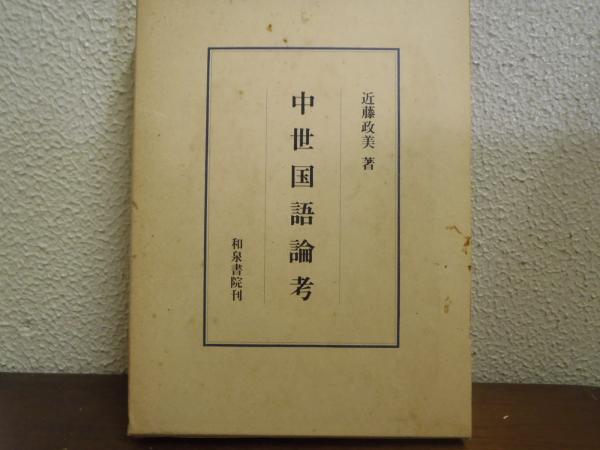 近藤政美 著
中世国語論考
和泉書院刊